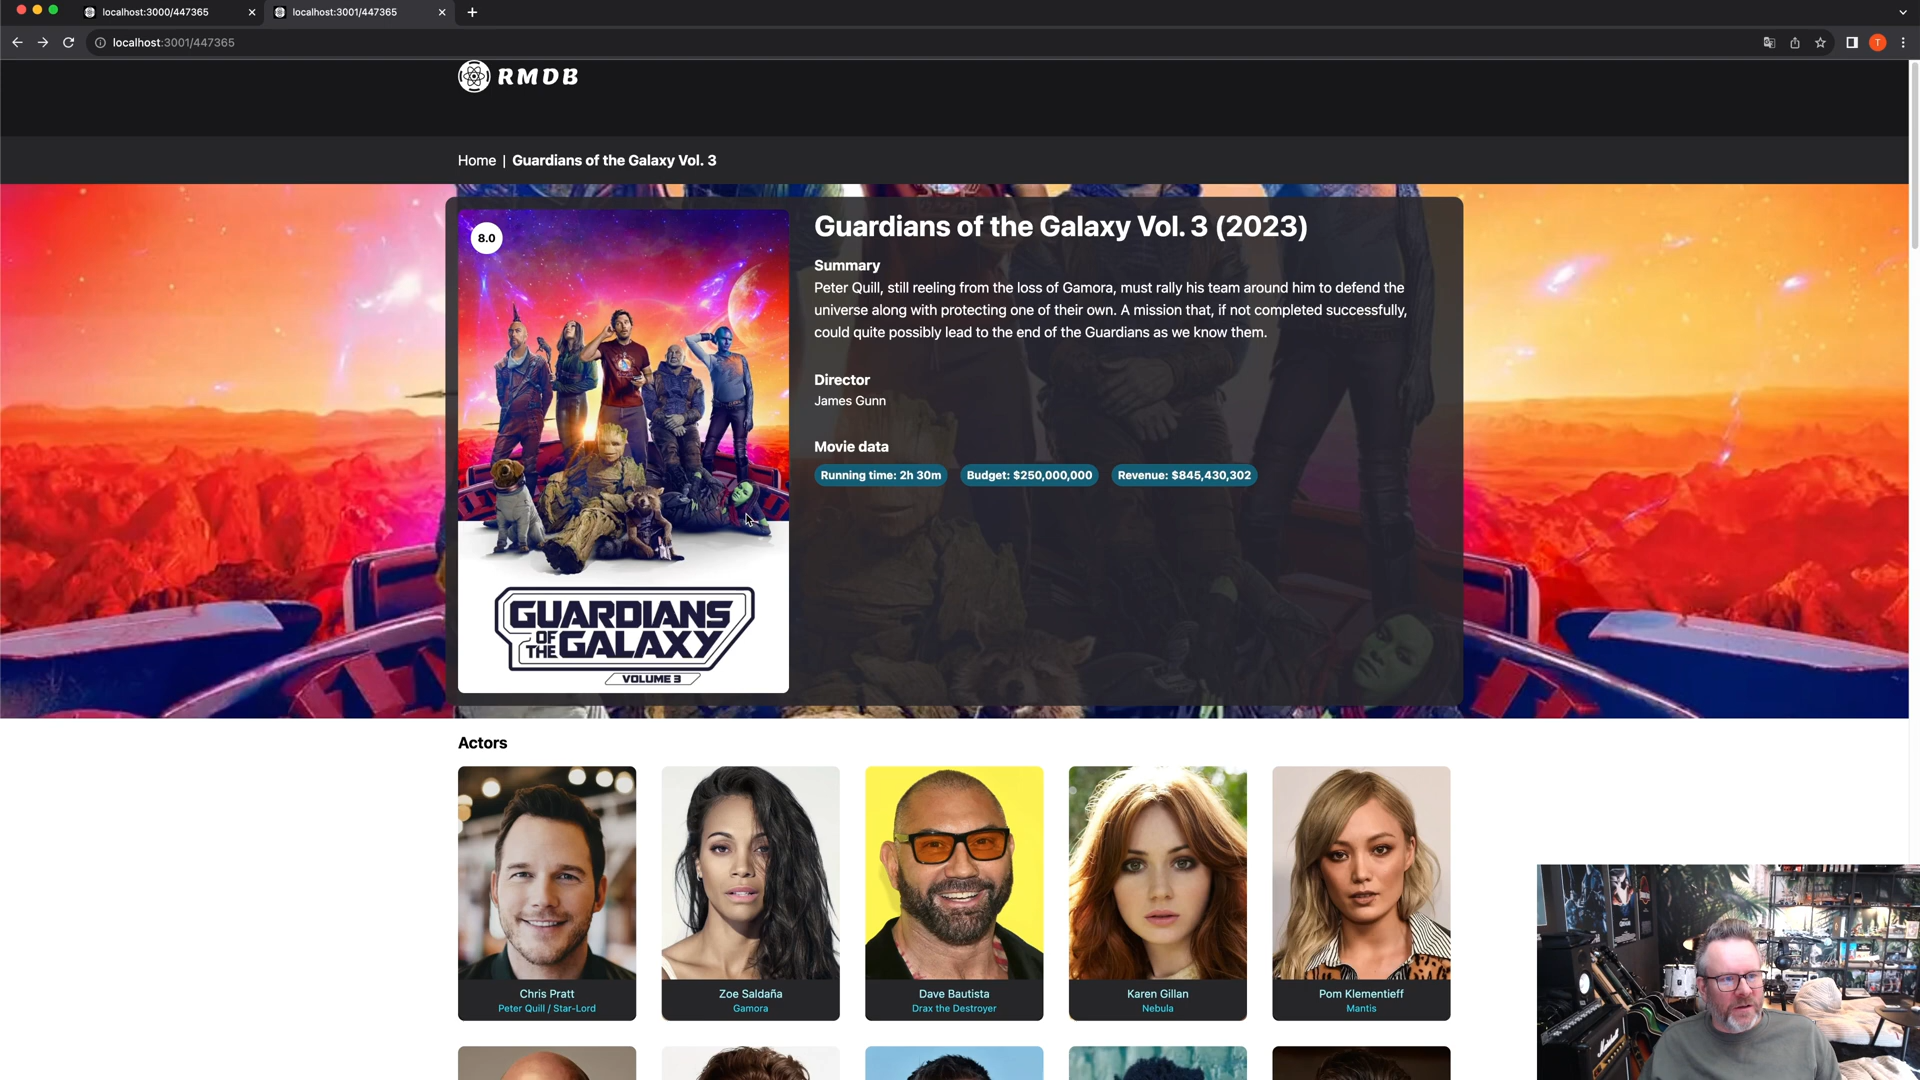 localhost:3000/447365
localhost:3001/447365
localhost:3001/447365
T
RMDB
Home | Guardians of the Galaxy Vol. 3
8.0
GUARDIANS
OF
THE GALAXY
VOLUME 3
Guardians of the Galaxy Vol. 3 (2023)
Summary
Peter Quill, still reeling from the loss of Gamora, must rally his team around him to defend the
universe along with protecting one of their own. A mission that, if not completed successfully,
could quite possibly lead to the end of the Guardians as we know them.
Director
James Gunn
Movie data
Running time: 2h 30m Budget: $250,000,000 Revenue: $845,430,302
Actors
Chris Pratt
Peter Quill / Star-Lord
Zoe Saldaña
Gamora
Dave Bautista
Drax the Destroyer
Karen Gillan
Nebula
Pom Klementieff
Mantis
Marshall